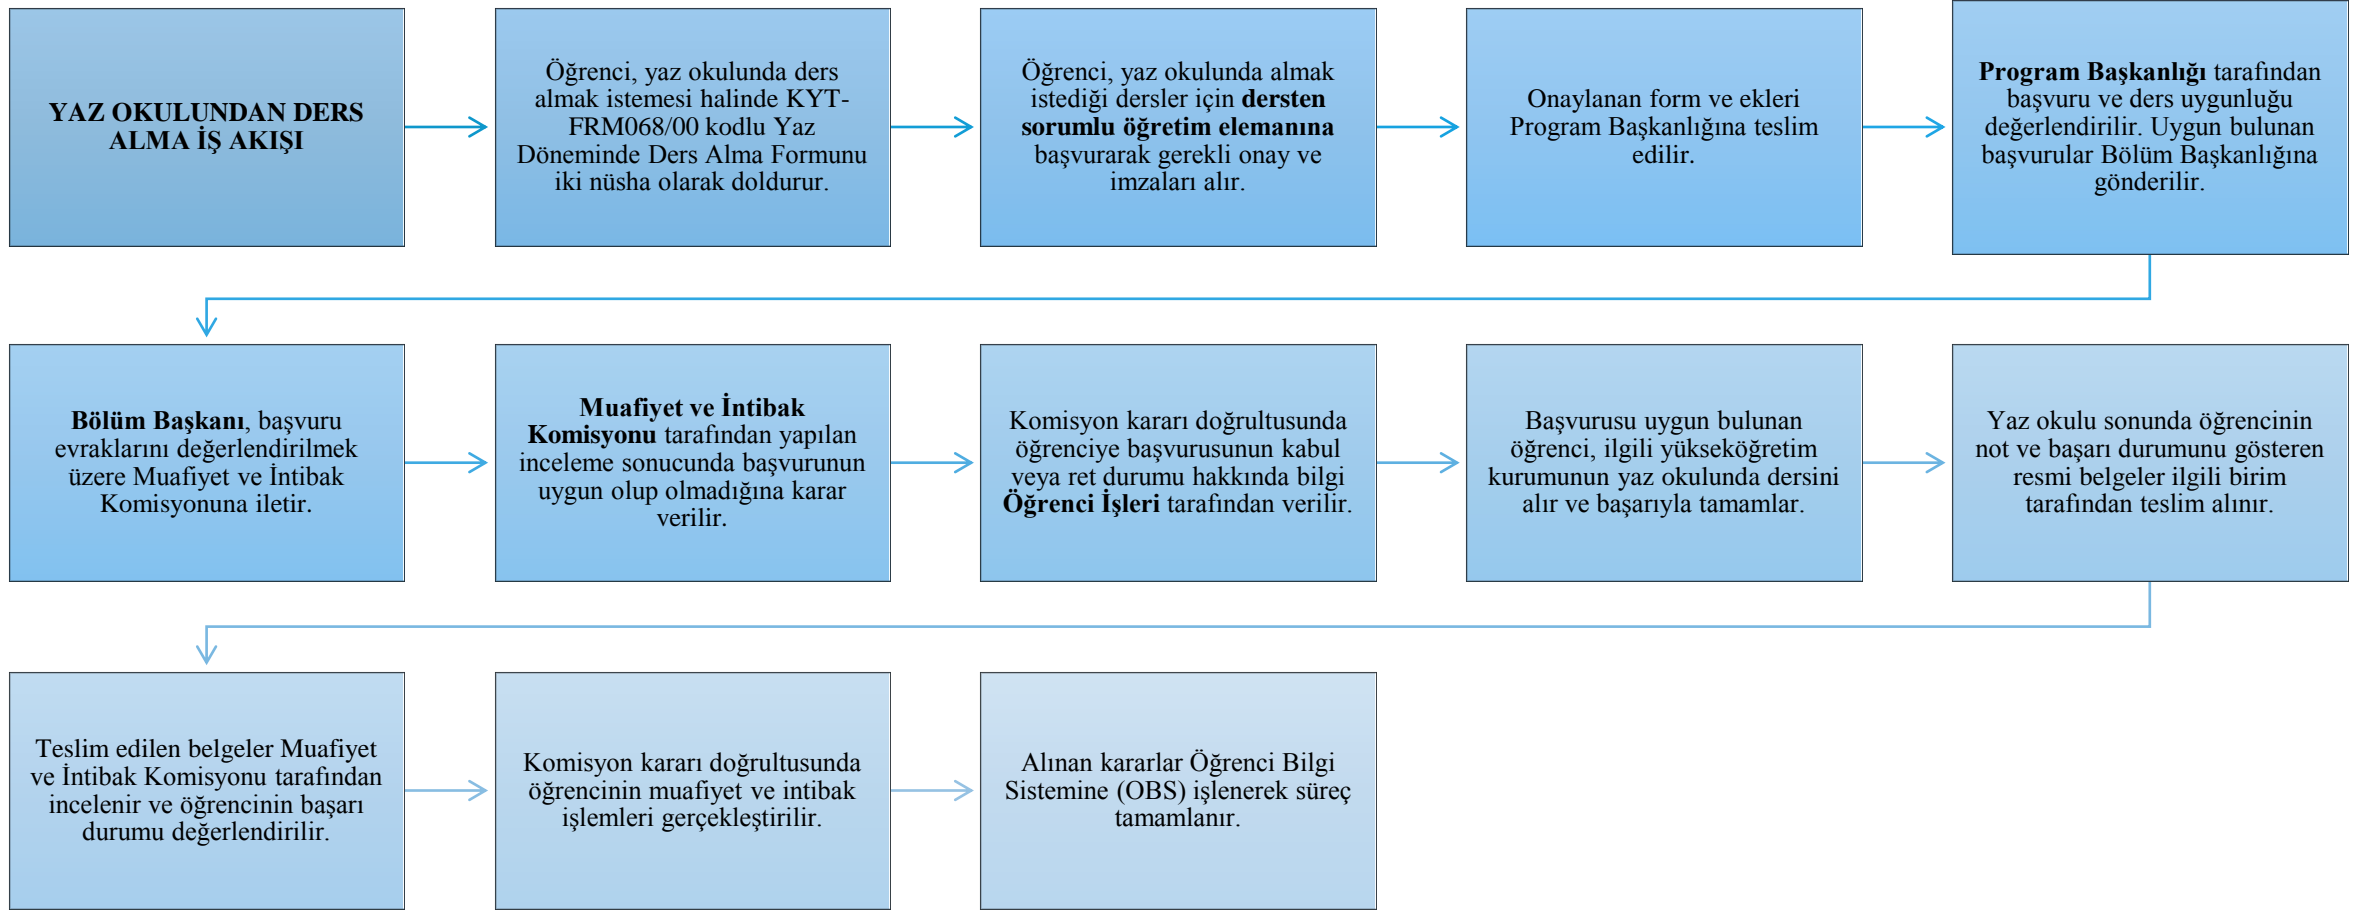 YAZ OKULUNDAN DERS
ALMA İŞ AKIŞI
Öğrenci, yaz okulunda ders
almak istemesi halinde KYT-
FRM068/00 kodlu Yaz
Döneminde Ders Alma Formunu
iki nüsha olarak doldurur.
Öğrenci, yaz okulunda almak
istediği dersler için dersten
sorumlu öğretim elemanına
başvurarak gerekli onay ve
imzaları alır.
Onaylanan form ve ekleri
Program Başkanlığına teslim
edilir.
Program Başkanlığı tarafından
başvuru ve ders uygunluğu
değerlendirilir. Uygun bulunan
başvurular Bölüm Başkanlığına
gönderilir.
Bölüm Başkanı, başvuru
evraklarını değerlendirilmek
üzere Muafiyet ve İntibak
Komisyonuna iletir.
Muafiyet ve İntibak
Komisyonu tarafından yapılan
inceleme sonucunda başvurunun
uygun olup olmadığına karar
verilir.
Komisyon kararı doğrultusunda
öğrenciye başvurusunun kabul
veya ret durumu hakkında bilgi
Öğrenci İşleri tarafından verilir.
Başvurusu uygun bulunan
öğrenci, ilgili yükseköğretim
kurumunun yaz okulunda dersini
alır ve başarıyla tamamlar.
Yaz okulu sonunda öğrencinin
not ve başarı durumunu gösteren
resmi belgeler ilgili birim
tarafından teslim alınır.
Teslim edilen belgeler Muafiyet
ve İntibak Komisyonu tarafından
incelenir ve öğrencinin başarı
durumu değerlendirilir.
Komisyon kararı doğrultusunda
öğrencinin muafiyet ve intibak
işlemleri gerçekleştirilir.
Alınan kararlar Öğrenci Bilgi
Sistemine (OBS) işlenerek süreç
tamamlanır.